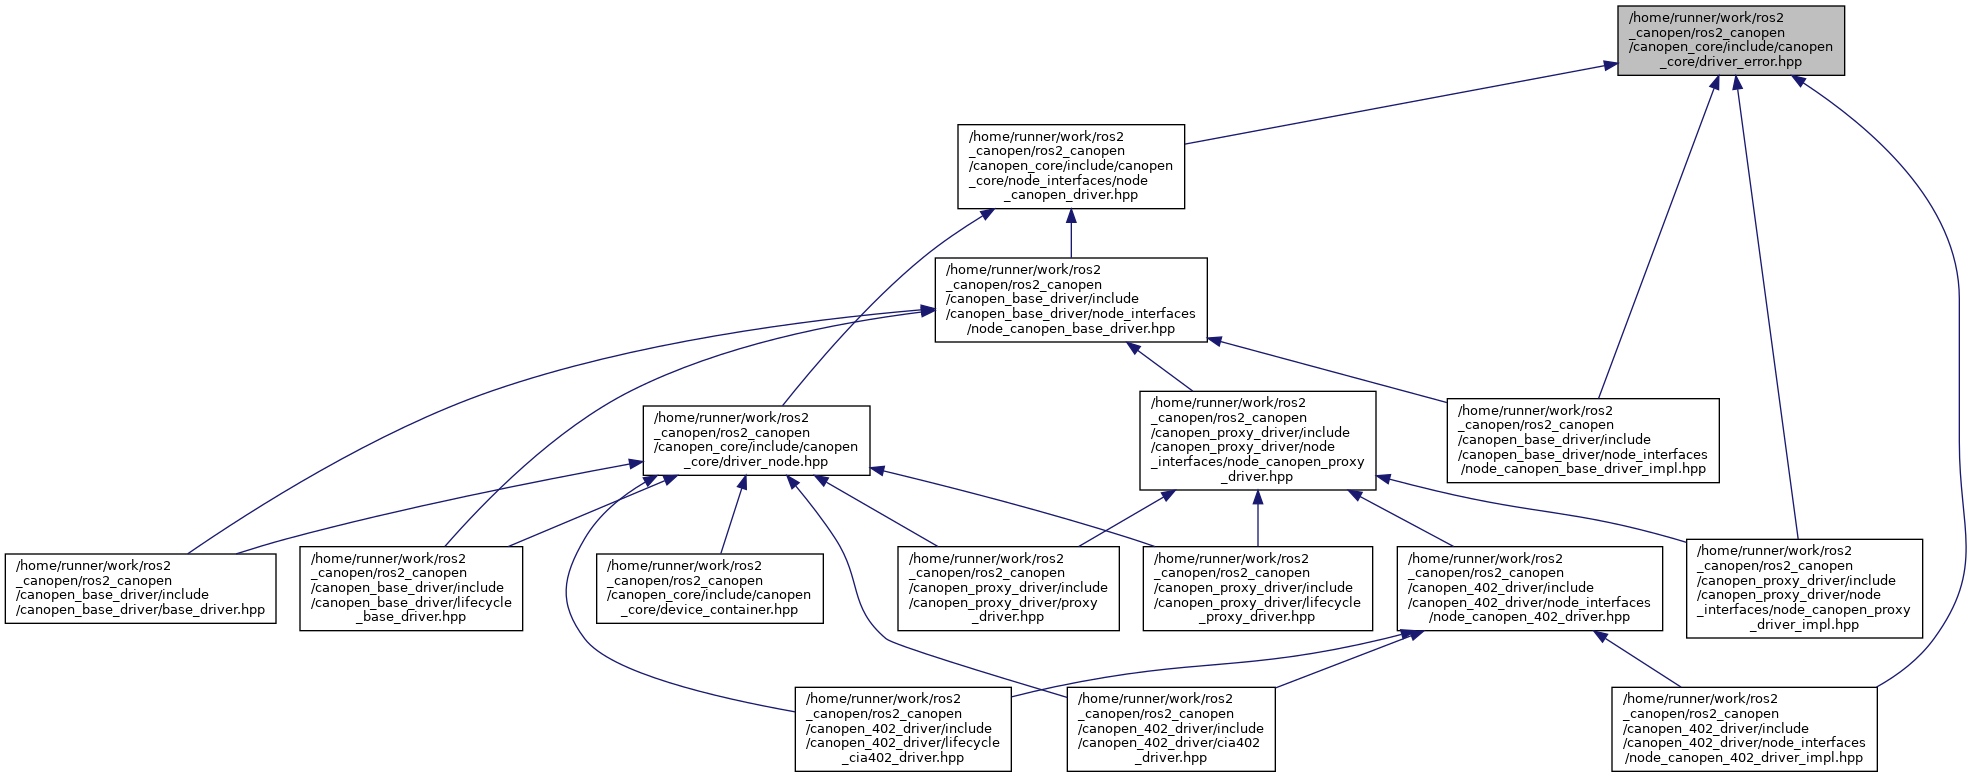 /home/runner/work/ros2
_canopen/ros2_canopen
/canopen_core/include/canopen
_core/driver_error.hpp
/home/runner/work/ros2
_canopen/ros2_canopen
/canopen_core/include/canopen
_core/node_interfaces/node
_canopen_driver.hpp
/home/runner/work/ros2
_canopen/ros2_canopen
/canopen_base_driver/include
/canopen_base_driver/node_interfaces
/node_canopen_base_driver.hpp
/home/runner/work/ros2
_canopen/ros2_canopen
/canopen_core/include/canopen
_core/driver_node.hpp
/home/runner/work/ros2
_canopen/ros2_canopen
/canopen_proxy_driver/include
/canopen_proxy_driver/node
_interfaces/node_canopen_proxy
_driver.hpp
/home/runner/work/ros2
_canopen/ros2_canopen
/canopen_base_driver/include
/canopen_base_driver/node_interfaces
/node_canopen_base_driver_impl.hpp
/home/runner/work/ros2
_canopen/ros2_canopen
/canopen_base_driver/include
/canopen_base_driver/base_driver.hpp
/home/runner/work/ros2
_canopen/ros2_canopen
/canopen_base_driver/include
/canopen_base_driver/lifecycle
_base_driver.hpp
/home/runner/work/ros2
_canopen/ros2_canopen
/canopen_core/include/canopen
_core/device_container.hpp
/home/runner/work/ros2
_canopen/ros2_canopen
/canopen_proxy_driver/include
/canopen_proxy_driver/proxy
_driver.hpp
/home/runner/work/ros2
_canopen/ros2_canopen
/canopen_proxy_driver/include
/canopen_proxy_driver/lifecycle
_proxy_driver.hpp
/home/runner/work/ros2
_canopen/ros2_canopen
/canopen_402_driver/include
/canopen_402_driver/node_interfaces
/node_canopen_402_driver.hpp
/home/runner/work/ros2
_canopen/ros2_canopen
/canopen_proxy_driver/include
/canopen_proxy_driver/node
_interfaces/node_canopen_proxy
_driver_impl.hpp
/home/runner/work/ros2
_canopen/ros2_canopen
/canopen_402_driver/include
/canopen_402_driver/lifecycle
_cia402_driver.hpp
/home/runner/work/ros2
_canopen/ros2_canopen
/canopen_402_driver/include
/canopen_402_driver/cia402
_driver.hpp
/home/runner/work/ros2
_canopen/ros2_canopen
/canopen_402_driver/include
/canopen_402_driver/node_interfaces
/node_canopen_402_driver_impl.hpp